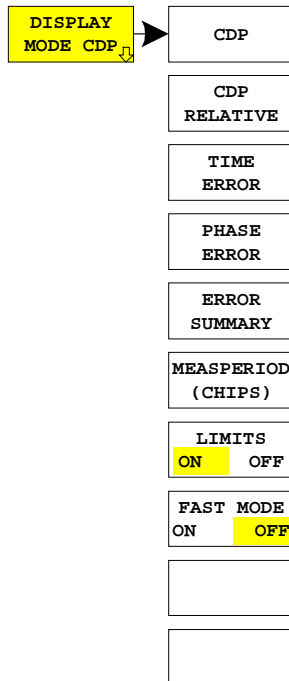 DISPLAY
MODE CDP
CDP
CDP
RELATIVE
TIME
ERROR
PHASE
ERROR
ERROR
SUMMARY
MEASPERIOD
(CHIPS)
LIMITS
ON OFF
FAST MODE
ON OFF